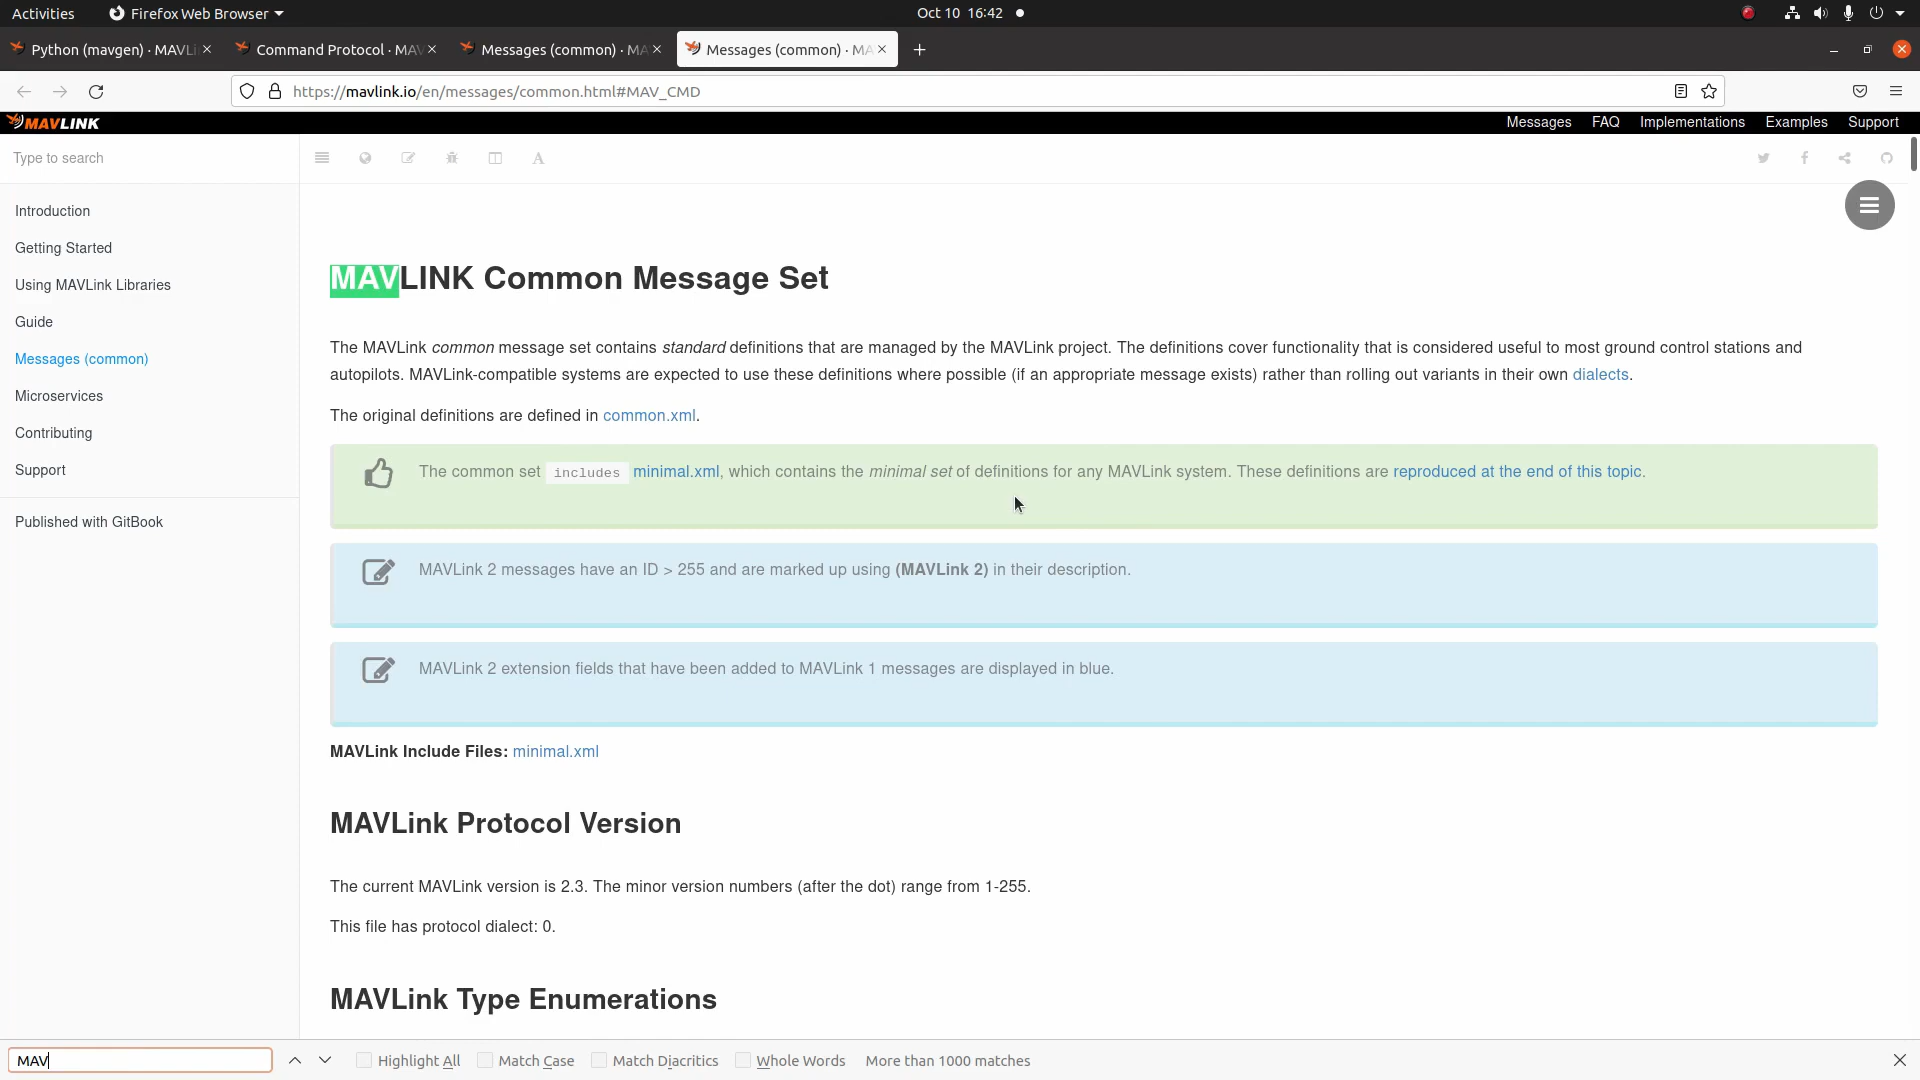 Activities Firefox Web Browser Oct 10 16:42
Python (mavgen) · MAVLi Command Protocol · MAV Messages (common) · MA Messages (common) · MA
https://mavlink.io/en/messages/common.html#MAV_CMD
MAVLINK Messages FAQ Implementations Examples Support
Type to search
Introduction
Getting Started
Using MAVLink Libraries
Guide
Messages (common)
Microservices
Contributing
Support
Published with GitBook
MAVLINK Common Message Set
The MAVLink common message set contains standard definitions that are managed by the MAVLink project. The definitions cover functionality that is considered useful to most ground control stations and
autopilots. MAVLink-compatible systems are expected to use these definitions where possible (if an appropriate message exists) rather than rolling out variants in their own dialects.
The original definitions are defined in common.xml.
The common set includes minimal.xml, which contains the minimal set of definitions for any MAVLink system. These definitions are reproduced at the end of this topic.
MAVLink 2 messages have an ID > 255 and are marked up using (MAVLink 2) in their description.
MAVLink 2 extension fields that have been added to MAVLink 1 messages are displayed in blue.
MAVLink Include Files: minimal.xml
MAVLink Protocol Version
The current MAVLink version is 2.3. The minor version numbers (after the dot) range from 1-255.
This file has protocol dialect: 0.
MAVLink Type Enumerations
MAV Highlight All Match Case Match Diacritics Whole Words More than 1000 matches